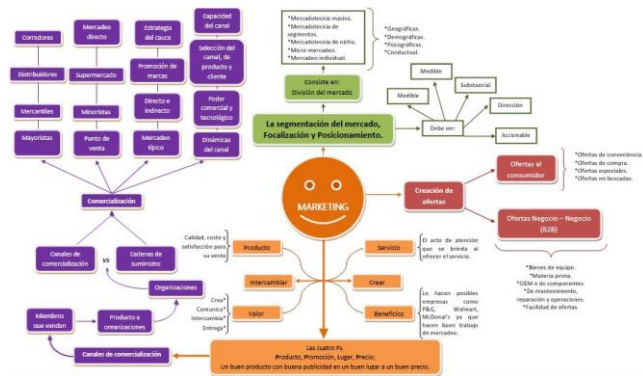 Corredores
Distribuidores
Mercantiles
Mayoristas
Mercadeo
directo
Supermercado
Minoristas
Punto de
venta
Estrategia
del cauce
Promoción de
marcas
Directo e
Indirecto
Mercadeo
típico
Capacidad
del canal
Selección del
canal, de
producto y
cliente
Poder
comercial y
tecnológico
Dinámicas
del canal
Comercialización
Canales de
comercialización
vs
Cadenas de
suministro
Organizaciones
Producto a
organizaciones
Miembros
que venden
Canales de comercialización
*Mercadotecnia masiva.
*Mercadotecnia de
segmentos.
*Mercadotecnia de nicho.
*Micro mercadeo.
*Mercadeo individual.
*Geográficas.
*Demográficas.
*Psicográficas.
*Conductual.
Consiste en:
División del mercado
La segmentación del mercado,
Focalización y Posicionamiento.
Debe ser:
Medible
Medible
Substancial
Dirección
Accionable
MARKETING
Creación de
ofertas
Ofertas al
consumidor
*Ofertas de conveniencia.
*Ofertas de compra.
*Ofertas especiales.
*Ofertas no buscadas.
Ofertas Negocio – Negocio
(B2B)
*Bienes de equipo.
*Materia prima.
*OEM o de componentes.
*De mantenimiento,
reparación y operaciones.
*Facilidad de ofertas.
Calidad, costo y
satisfacción para
su venta
Producto
Servicio
El acto de atención
que se brinda al
ofrecer el servicio.
Intercambiar
Crear
Crea*
Comunica*
Intercambia*
Entrega*
Valor
Beneficios
Lo hacen posibles
empresas como
P&G, Walmart,
McDonal's ya que
hacen buen trabajo
de mercadeo.
Las cuatro Ps.
Producto, Promoción, Lugar, Precio;
Un buen producto con buena publicidad en un buen lugar a un buen precio.